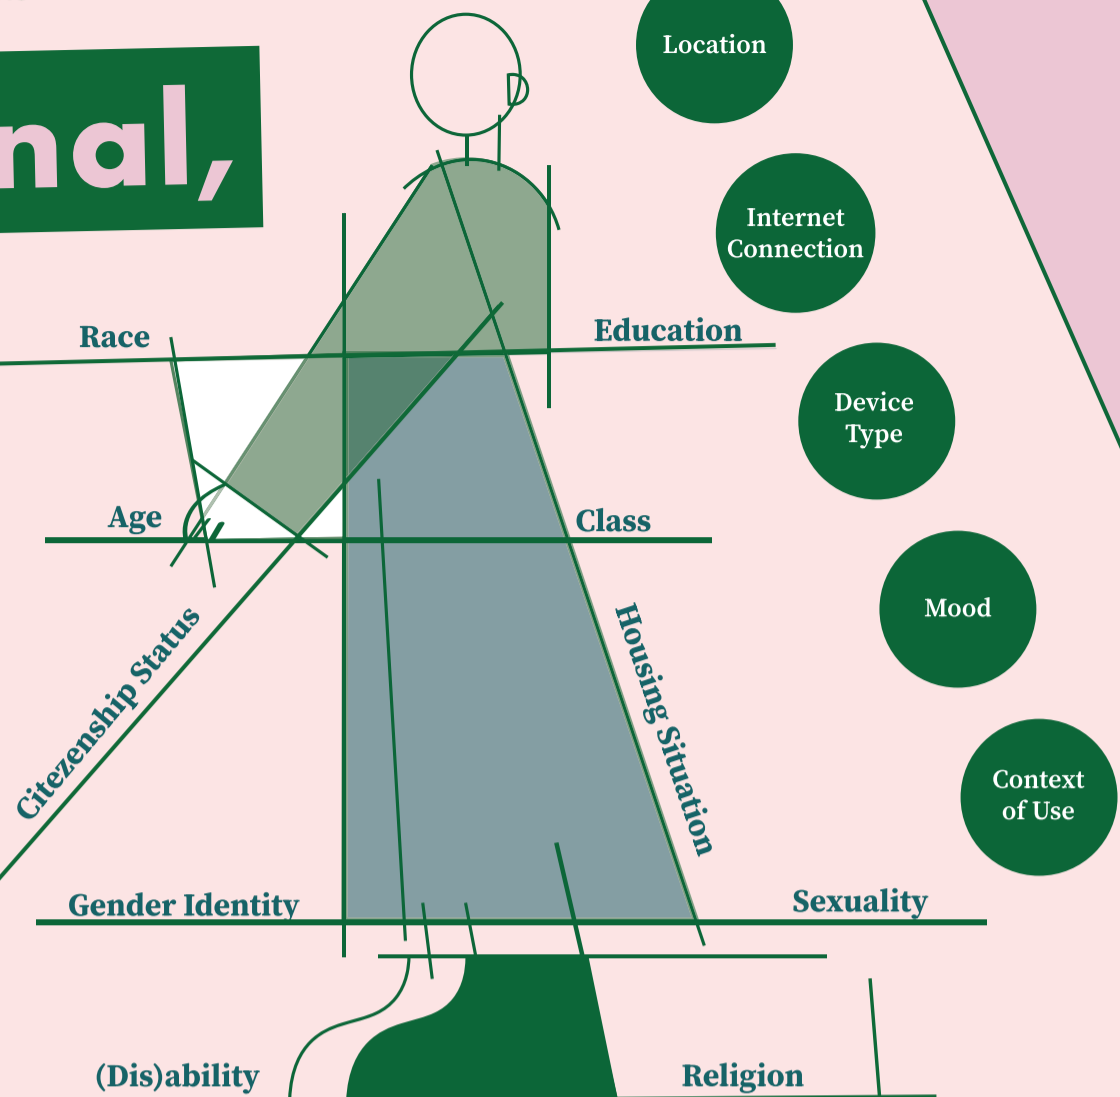 nal,
Location
Internet
Connection
Race
Education
Device
Type
Age
Class
Citezenship Status
Housing Situation
Mood
Context
of Use
Gender Identity
Sexuality
(Dis)ability
Religion